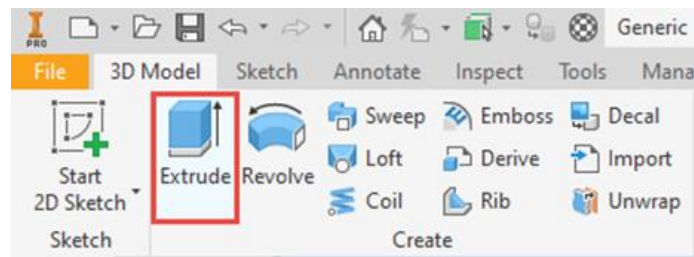 I PRO Generic
File 3D Model Sketch Annotate Inspect Tools Mana
Sweep Emboss Decal
Extrude Revolve Loft Derive Import
Start
2D Sketch Coil Rib Unwrap
Sketch Create